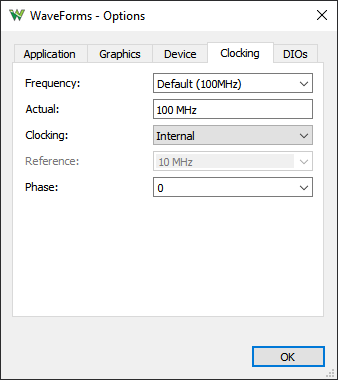 WaveForms - Options
Application Graphics Device Clocking DIOs
Frequency: Default (100MHz)
Actual: 100 MHz
Clocking: Internal
Reference: 10 MHz
Phase: 0
OK